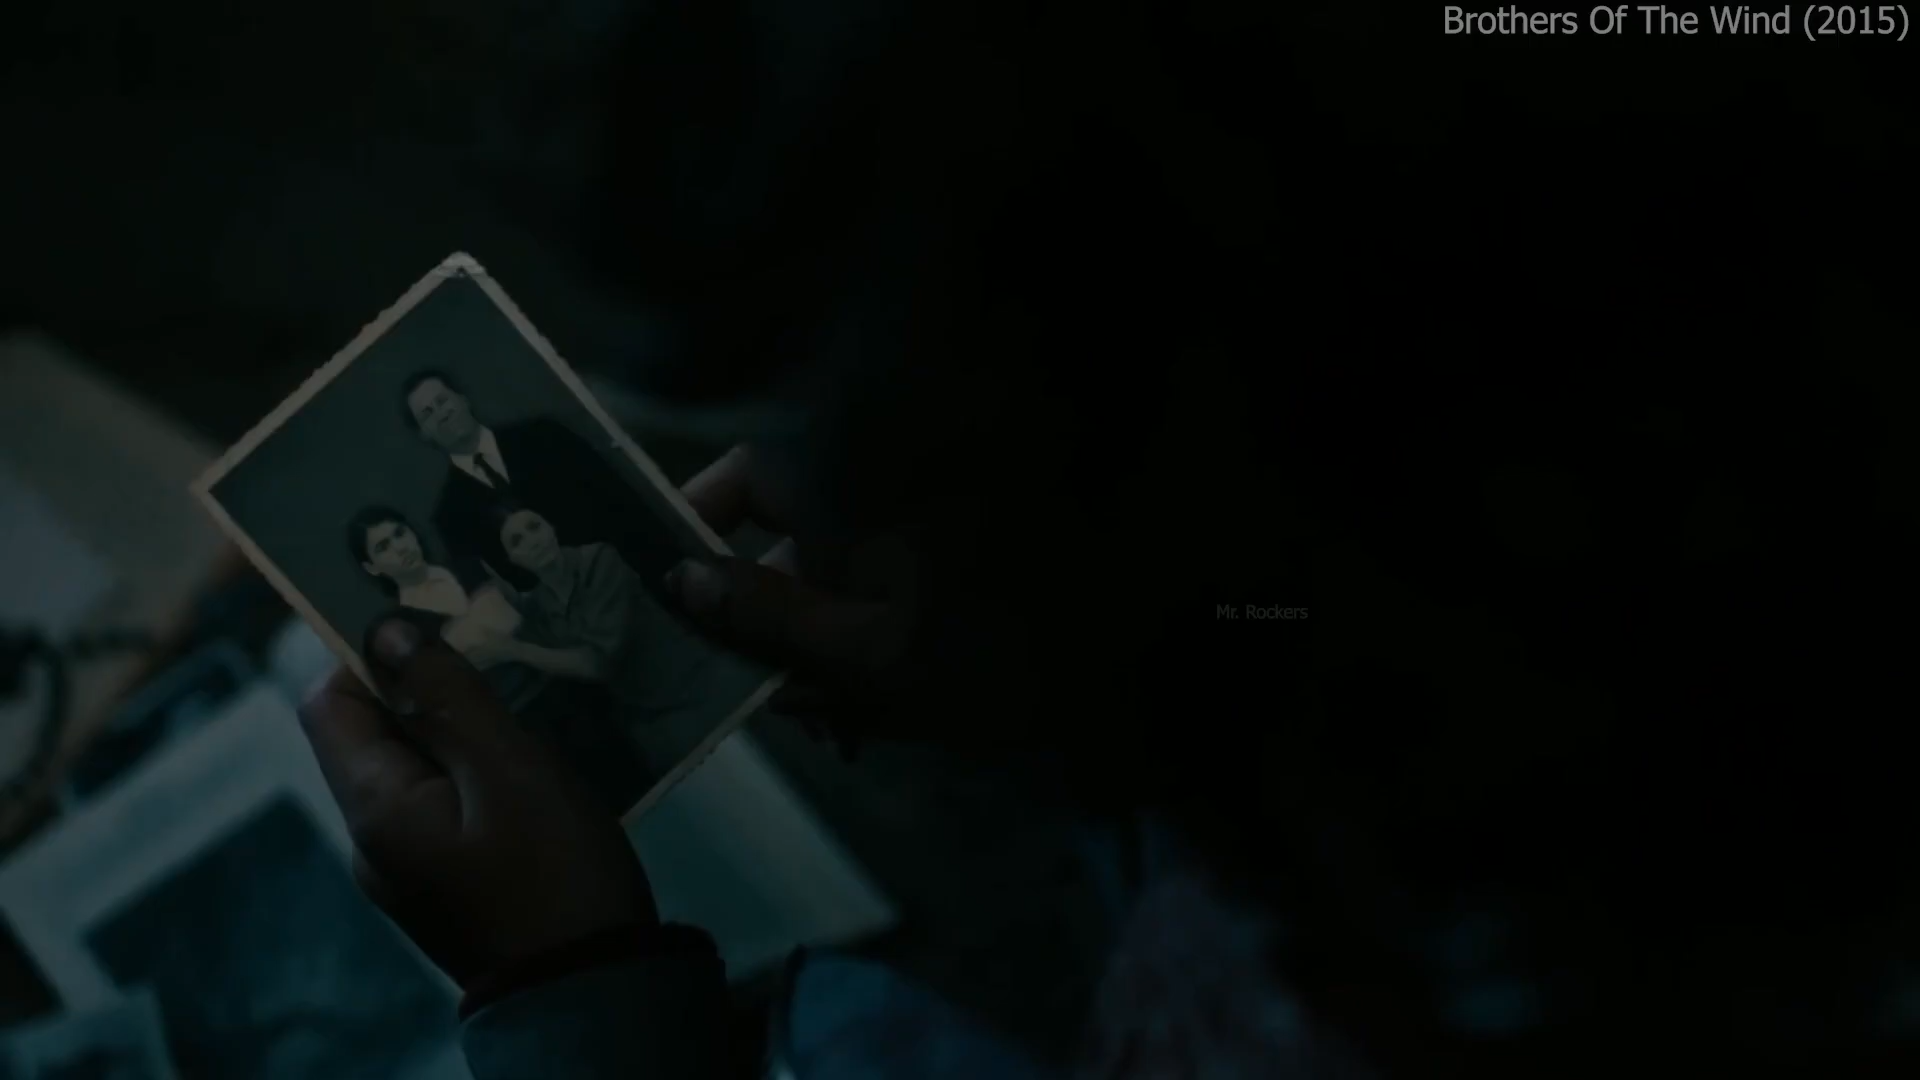 Brothers Of The Wind (2015)
Mr. Rockers